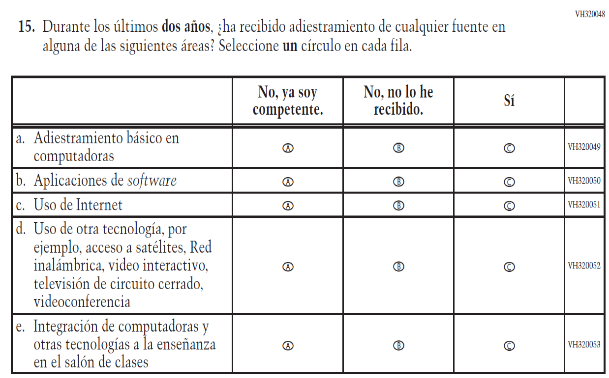 VH320048
15. Durante los últimos dos años, ¿ha recibido adiestramiento de cualquier fuente en
alguna de las siguientes áreas? Seleccione un círculo en cada fila.
No, ya soy
competente.
No, no lo he
recibido.
Sí
a. Adiestramiento básico en
computadoras
A B C VH320049
b. Aplicaciones de software A B C VH320050
c. Uso de Internet A B C VH320051
d. Uso de otra tecnología, por
ejemplo, acceso a satélites, Red
inalámbrica, video interactivo,
televisión de circuito cerrado,
videoconferencia
A B C VH320052
e. Integración de computadoras y
otras tecnologías a la enseñanza
en el salón de clases
A B C VH320053